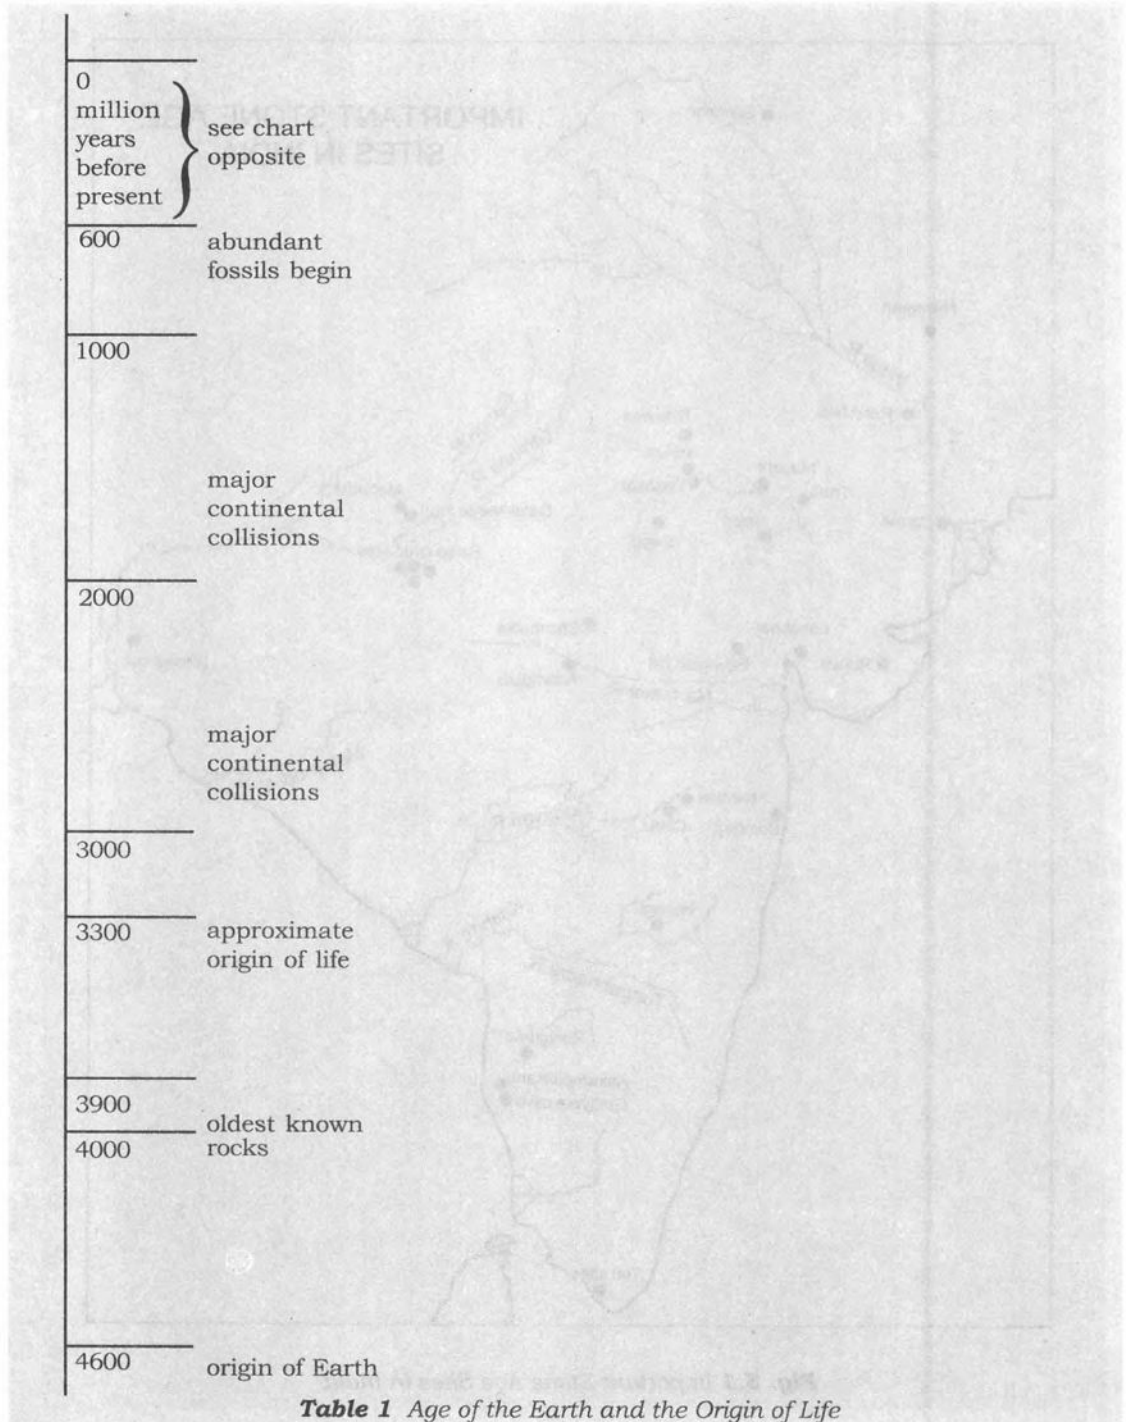 0
million
years
before
present
see chart
opposite
600
abundant
fossils begin
1000
major
continental
collisions
2000
major
continental
collisions
3000
3300
approximate
origin of life
3900
oldest known
rocks
4000
4600
origin of Earth
Table 1 Age of the Earth and the Origin of Life